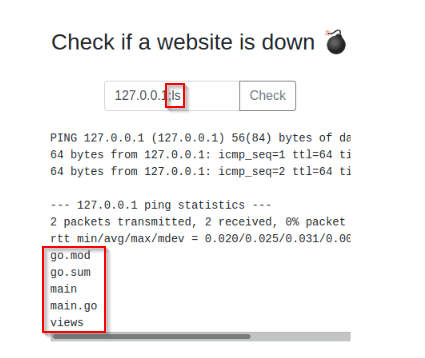 Check if a website is down 💣
127.0.0.1;ls Check
PING 127.0.0.1 (127.0.0.1) 56(84) bytes of da
64 bytes from 127.0.0.1: icmp_seq=1 ttl=64 ti
64 bytes from 127.0.0.1: icmp_seq=2 ttl=64 ti
--- 127.0.0.1 ping statistics ---
2 packets transmitted, 2 received, 0% packet
rtt min/avg/max/mdev = 0.020/0.025/0.031/0.00
go.mod
go.sum
main
main.go
views